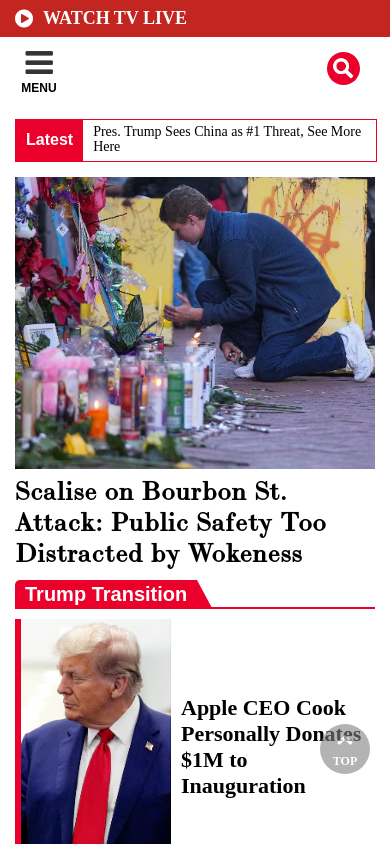 WATCH TV LIVE
MENU
Latest
Pres. Trump Sees China as #1 Threat, See More
Here
Scalise on Bourbon St.
Attack: Public Safety Too
Distracted by Wokeness
Trump Transition
Apple CEO Cook
Personally Donates
$1M to
Inauguration
TOP